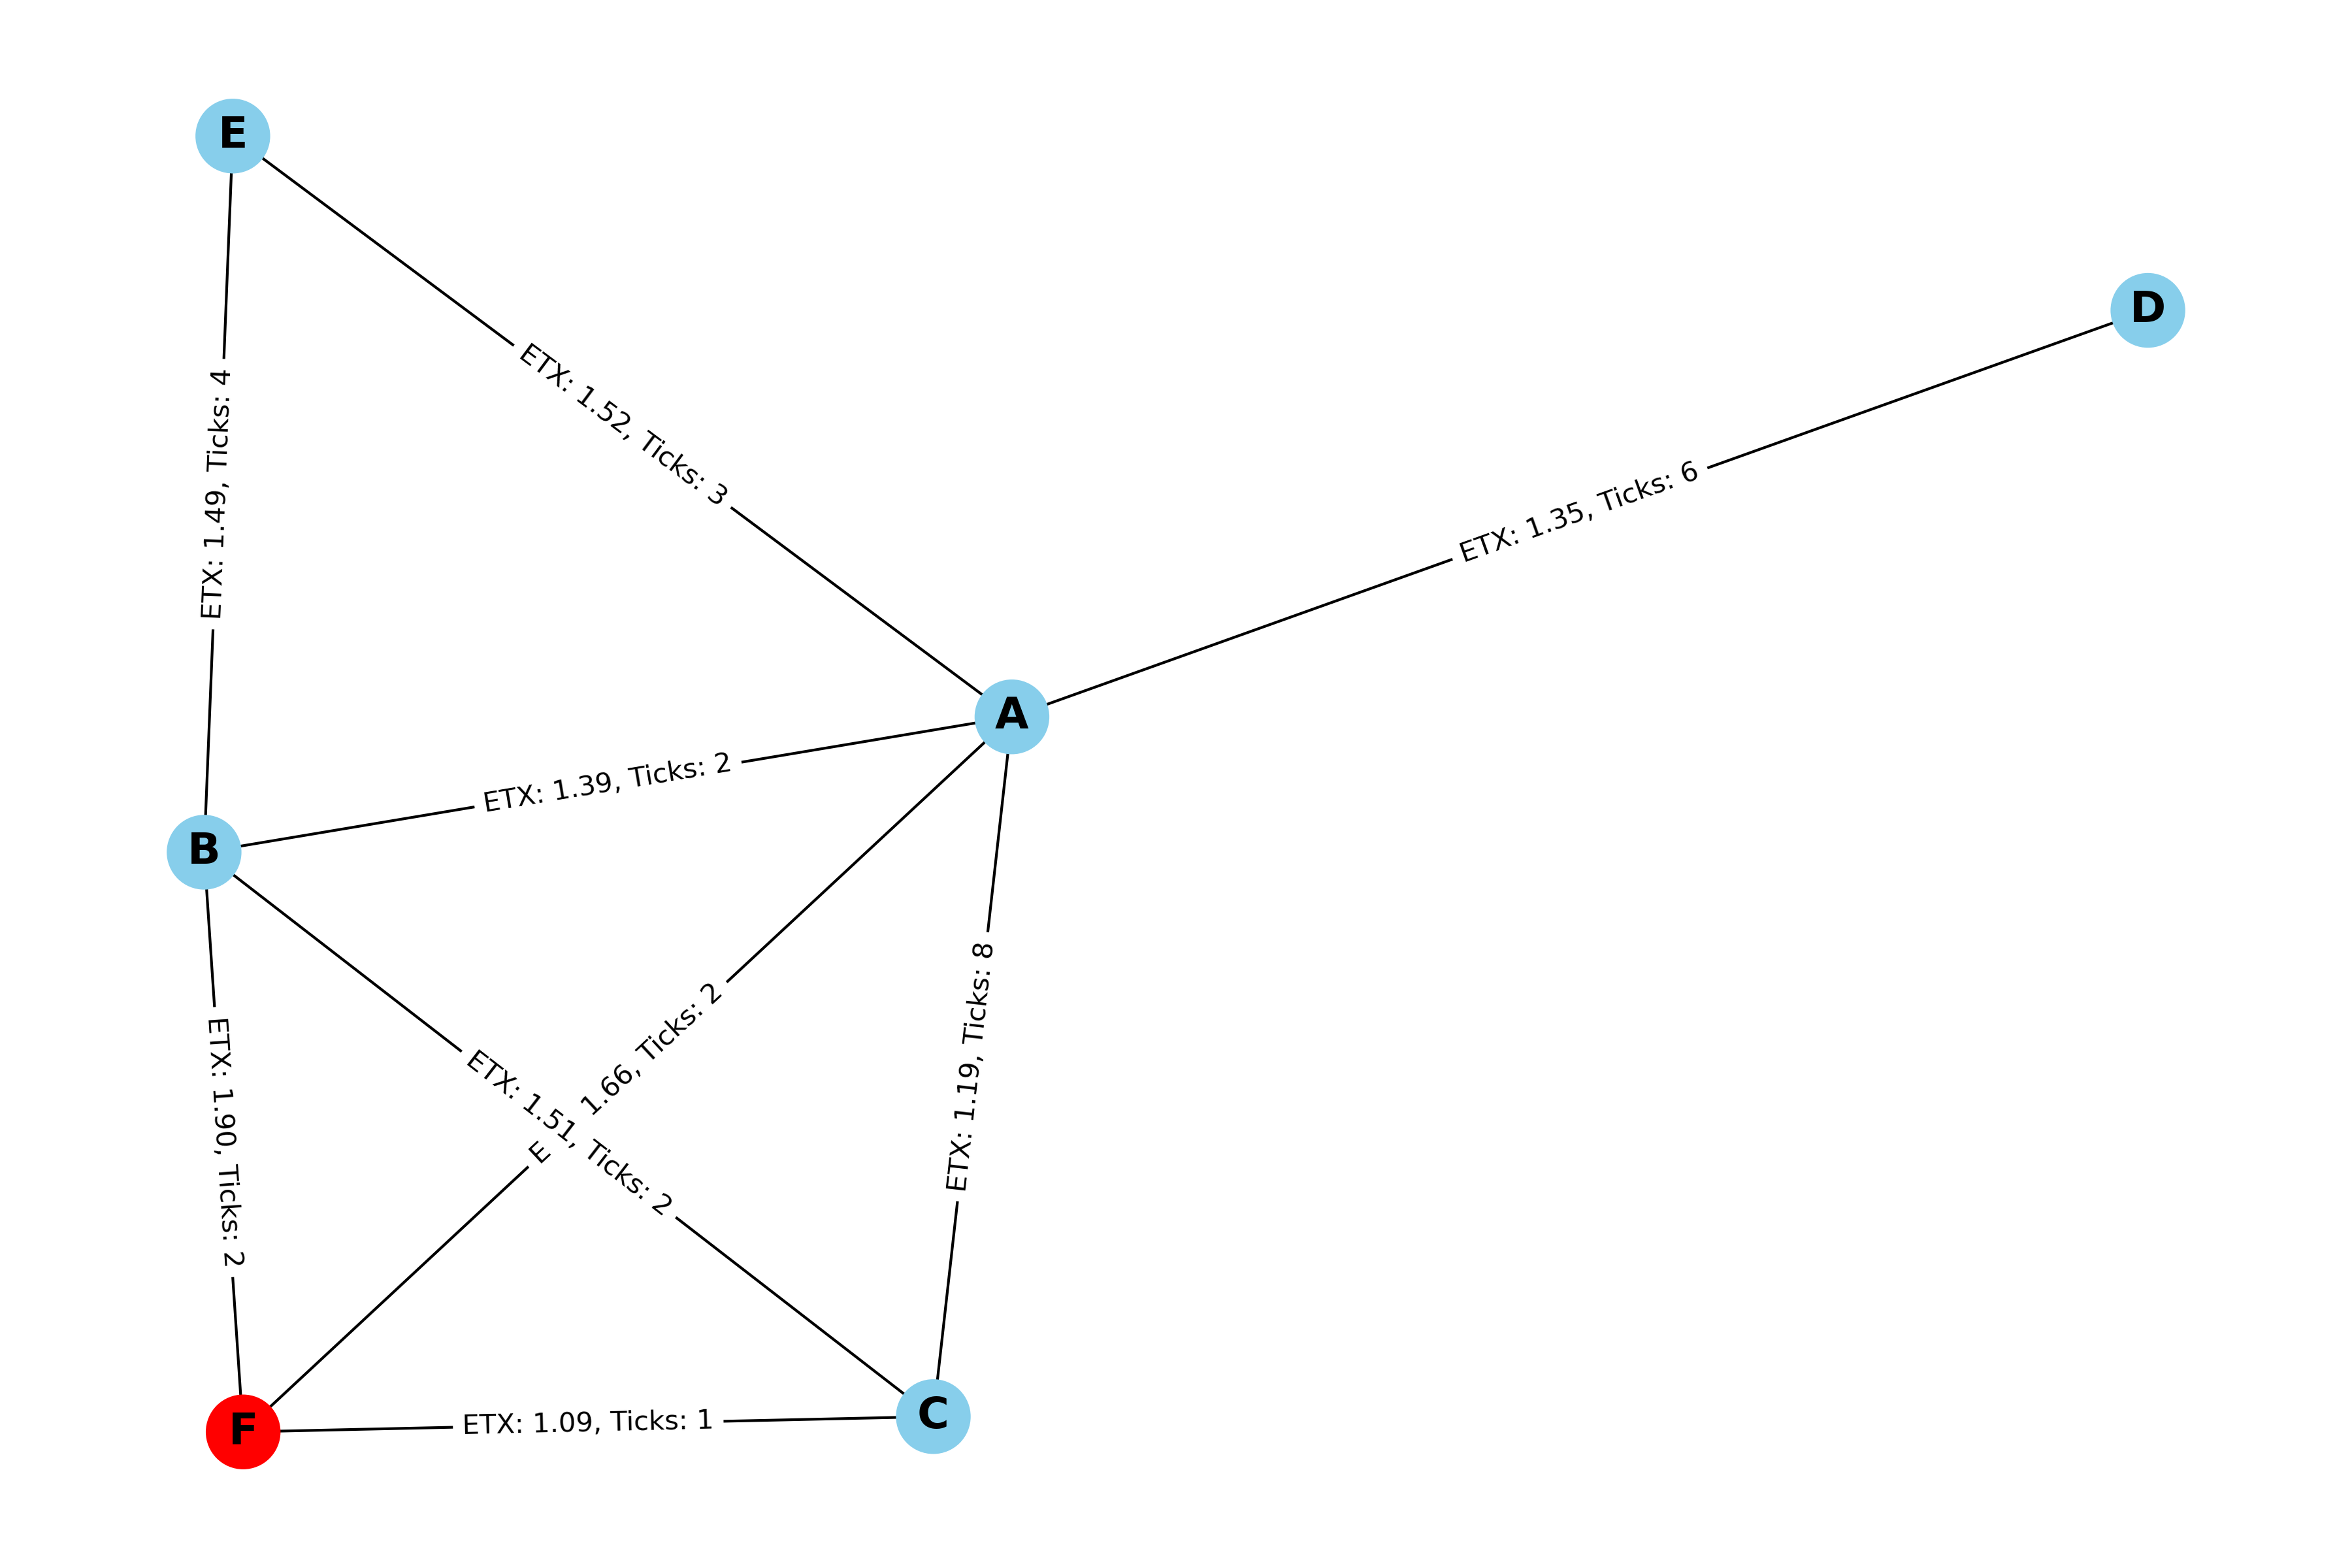 E
D
ETX: 1.52, Ticks: 3
ETX: 1.49, Ticks: 4
ETX: 1.35, Ticks: 6
A
ETX: 1.39, Ticks: 2
B
E 1.66, Ticks: 2
ETX: 1.19, Ticks: 8
ETX: 1.51, Ticks: 2
ETX: 1.90, Ticks: 2
C
ETX: 1.09, Ticks: 1
F